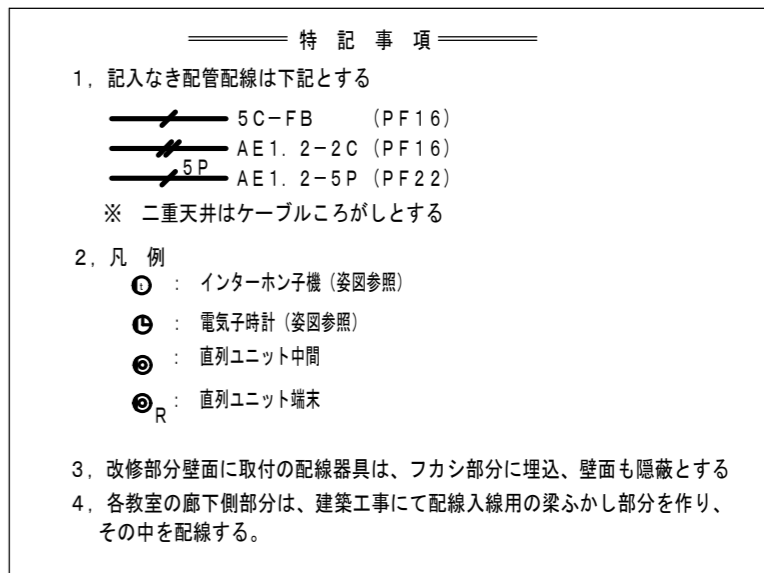 特 記 事 項
１，記入なき配管配線は下記とする
５Ｃ－ＦＢ （ＰＦ１６）
ＡＥ１．２－２Ｃ（ＰＦ１６）
５Ｐ
ＡＥ１．２－５Ｐ（ＰＦ２２）
※ 二重天井はケーブルころがしとする
２，凡 例
t ： インターホン子機（姿図参照）
： 電気子時計（姿図参照）
： 直列ユニット中間
R ： 直列ユニット端末
３，改修部分壁面に取付の配線器具は、フカシ部分に埋込、壁面も隠蔽とする
４，各教室の廊下側部分は、建築工事にて配線入線用の梁ふかし部分を作り、
その中を配線する。